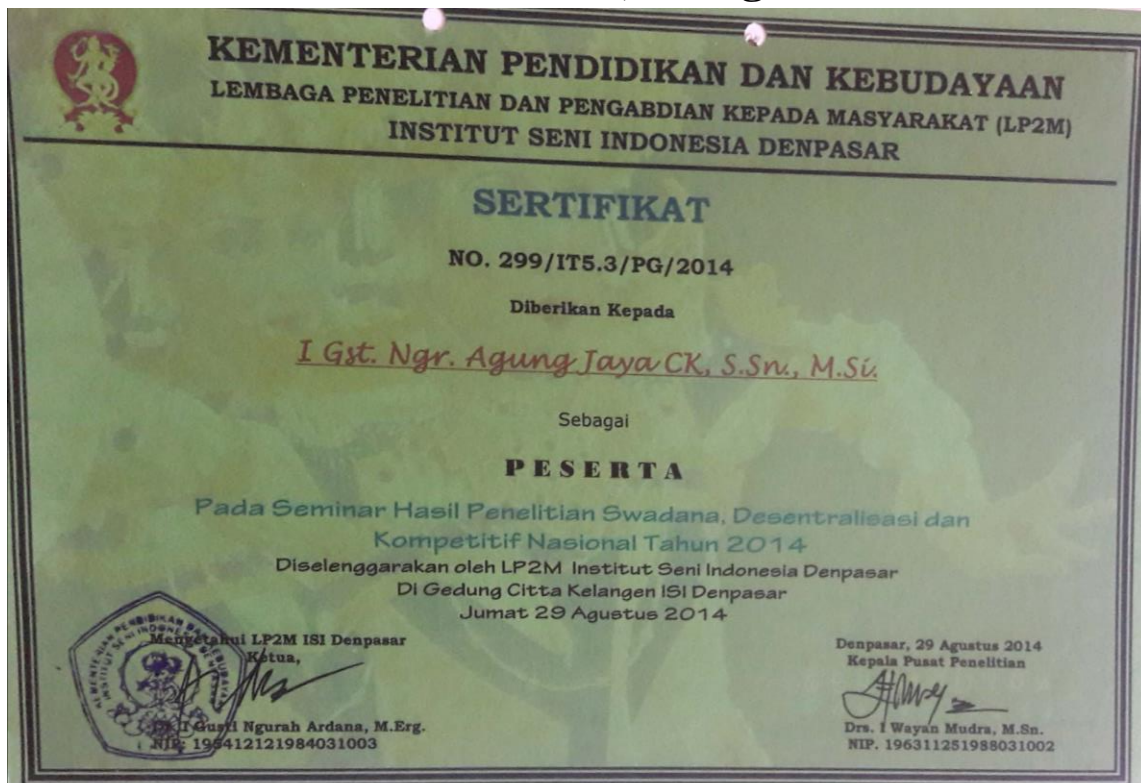 KEMENTERIAN PENDIDIKAN DAN KEBUDAYAAN
LEMBAGA PENELITIAN DAN PENGABDIAN KEPADA MASYARAKAT (LP2M)
INSTITUT SENI INDONESIA DENPASAR
SERTIFIKAT
NO. 299/IT5.3/PG/2014
Diberikan Kepada
I Gst. Ngr. Agung Jaya CK, S.Sn., M.Si.
Sebagai
PESERTA
Pada Seminar Hasil Penelitian Swadana, Desentralisasi dan
Kompetitif Nasional Tahun 2014
Diselenggarakan oleh LP2M Institut Seni Indonesia Denpasar
Di Gedung Citta Kelangen ISI Denpasar
Jumat 29 Agustus 2014
Mengetahui LP2M ISI Denpasar
Ketua,
I Gusti Ngurah Ardana, M.Erg.
NIP: 195412121984031003
Denpasar, 29 Agustus 2014
Kepala Pusat Penelitian
Drs. I Wayan Mudra, M.Sn.
NIP. 196311251988031002